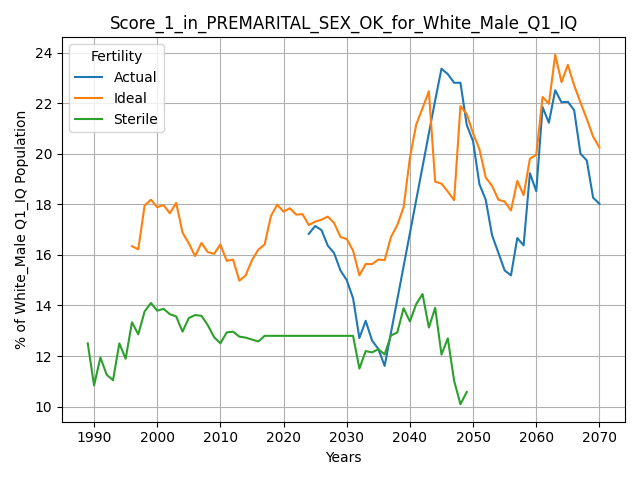 Score_1_in_PREMARITAL_SEX_OK_for_White_Male_Q1_IQ
Fertility
Actual
Ideal
Sterile
% of White_Male Q1_IQ Population
24
22
20
18
16
14
12
10
1990 2000 2010 2020 2030 2040 2050 2060 2070
Years